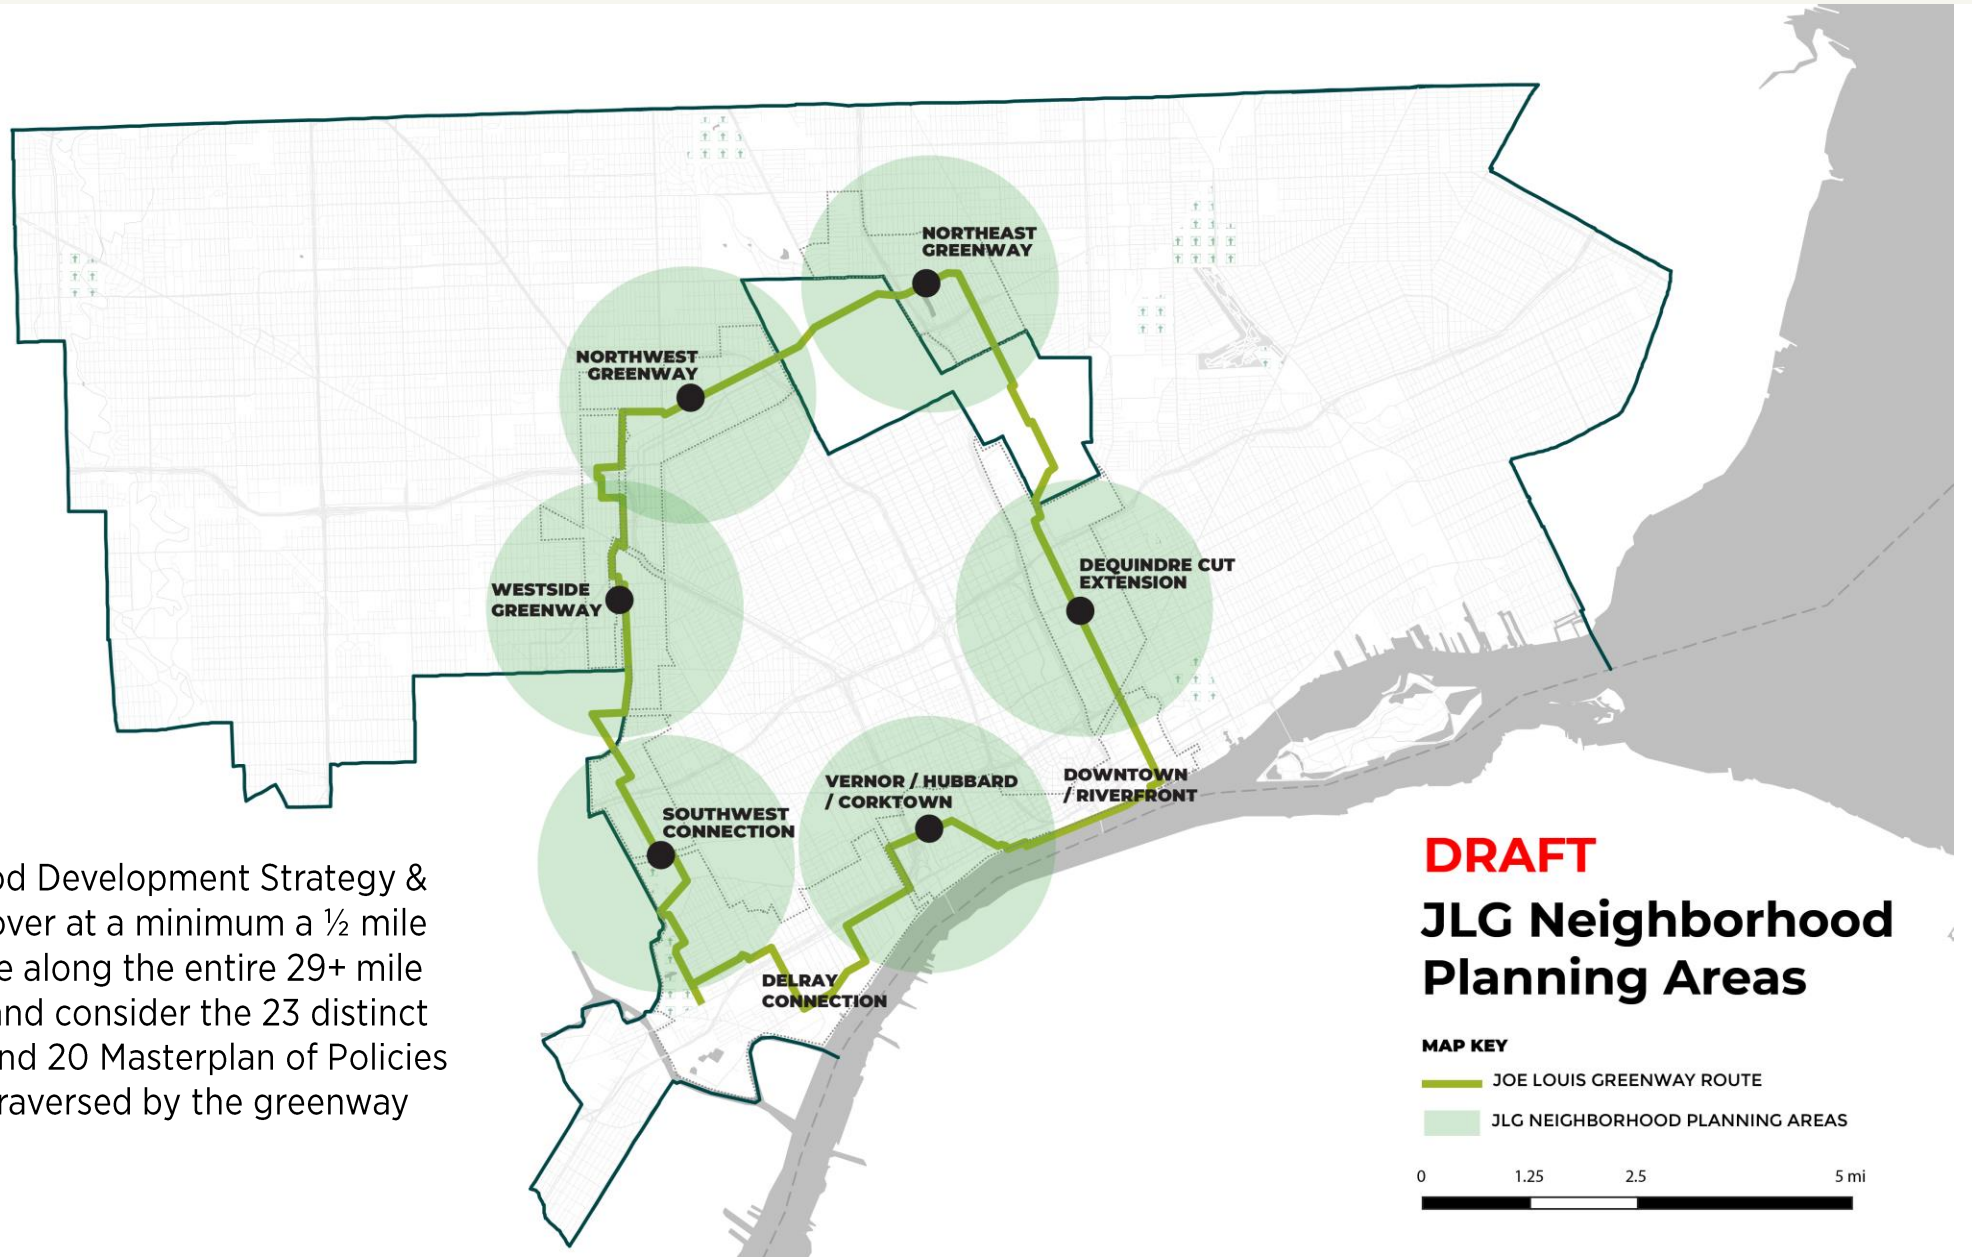 NORTHEAST
GREENWAY
NORTHWEST
GREENWAY
WESTSIDE
GREENWAY
DEQUINDRE CUT
EXTENSION
VERNOR / HUBBARD
/ CORKTOWN
DOWNTOWN
/ RIVERFRONT
SOUTHWEST
CONNECTION
DELRAY
CONNECTION
od Development Strategy &
over at a minimum a ½ mile
e along the entire 29+ mile
and consider the 23 distinct
nd 20 Masterplan of Policies
raversed by the greenway
DRAFT
JLG Neighborhood
Planning Areas
MAP KEY
JOE LOUIS GREENWAY ROUTE
JLG NEIGHBORHOOD PLANNING AREAS
0 1.25 2.5 5 mi